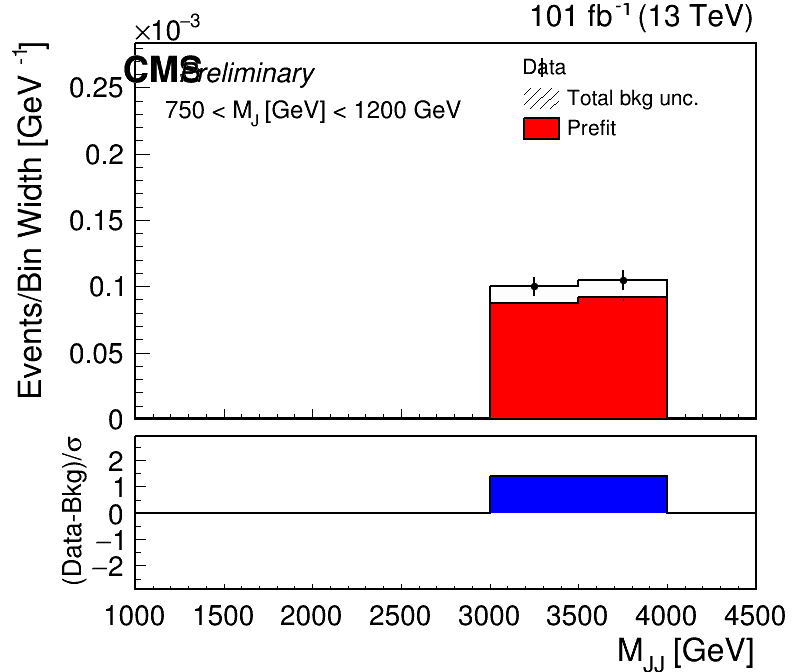 101 fb⁻¹ (13 TeV)
×10⁻³
CMS Preliminary
750 < M_J [GeV] < 1200 GeV
Data
Total bkg unc.
Prefit
Events/Bin Width [GeV⁻¹]
0.25
0.2
0.15
0.1
0.05
0
(Data-Bkg)/σ
2
1
0
−1
−2
1000 1500 2000 2500 3000 3500 4000 4500
M_JJ [GeV]